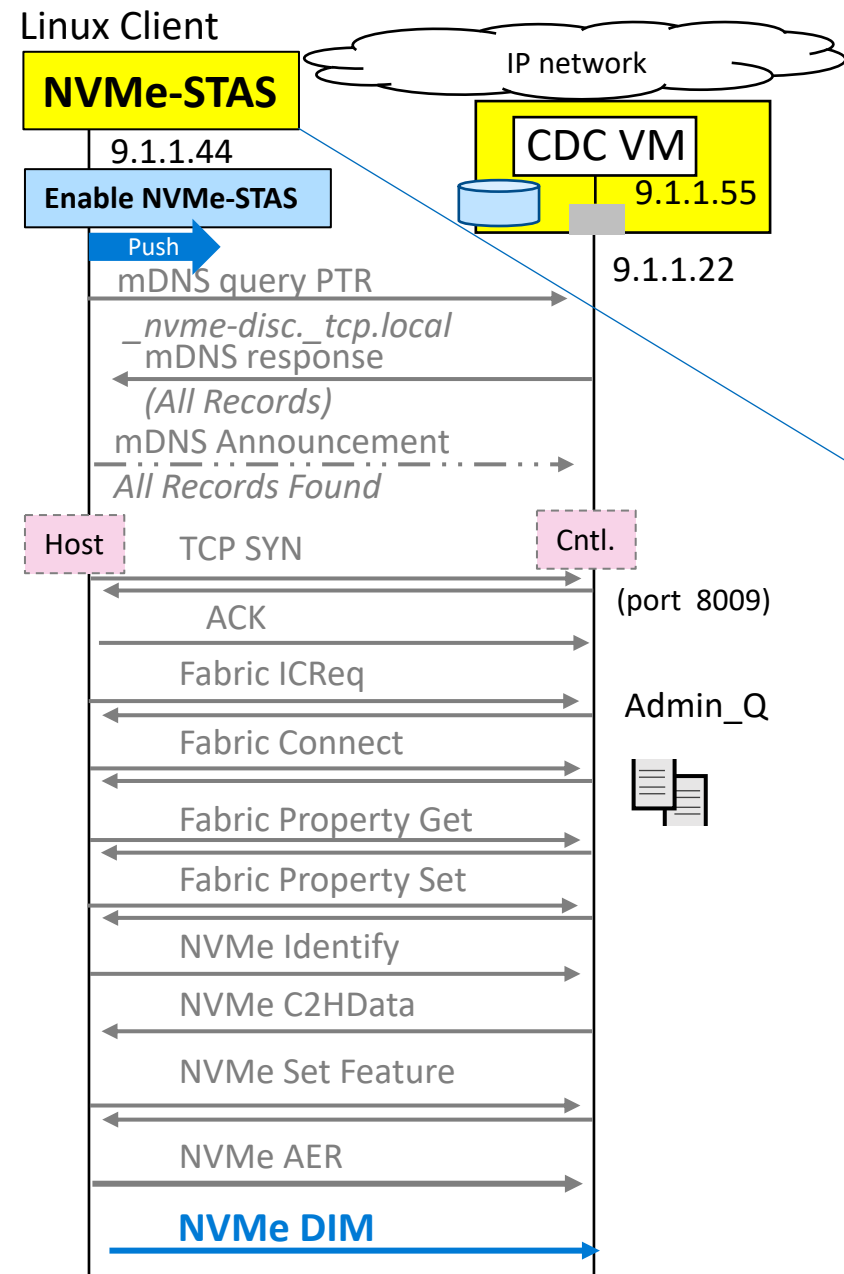 Linux Client
IP network
NVMe-STAS
CDC VM
9.1.1.44
9.1.1.55
Enable NVMe-STAS
Push
9.1.1.22
mDNS query PTR
_nvme-disc._tcp.local
mDNS response
(All Records)
mDNS Announcement
All Records Found
Host
Cntl.
TCP SYN
(port 8009)
ACK
Fabric ICReq
Admin_Q
Fabric Connect
Fabric Property Get
Fabric Property Set
NVMe Identify
NVMe C2HData
NVMe Set Feature
NVMe AER
NVMe DIM